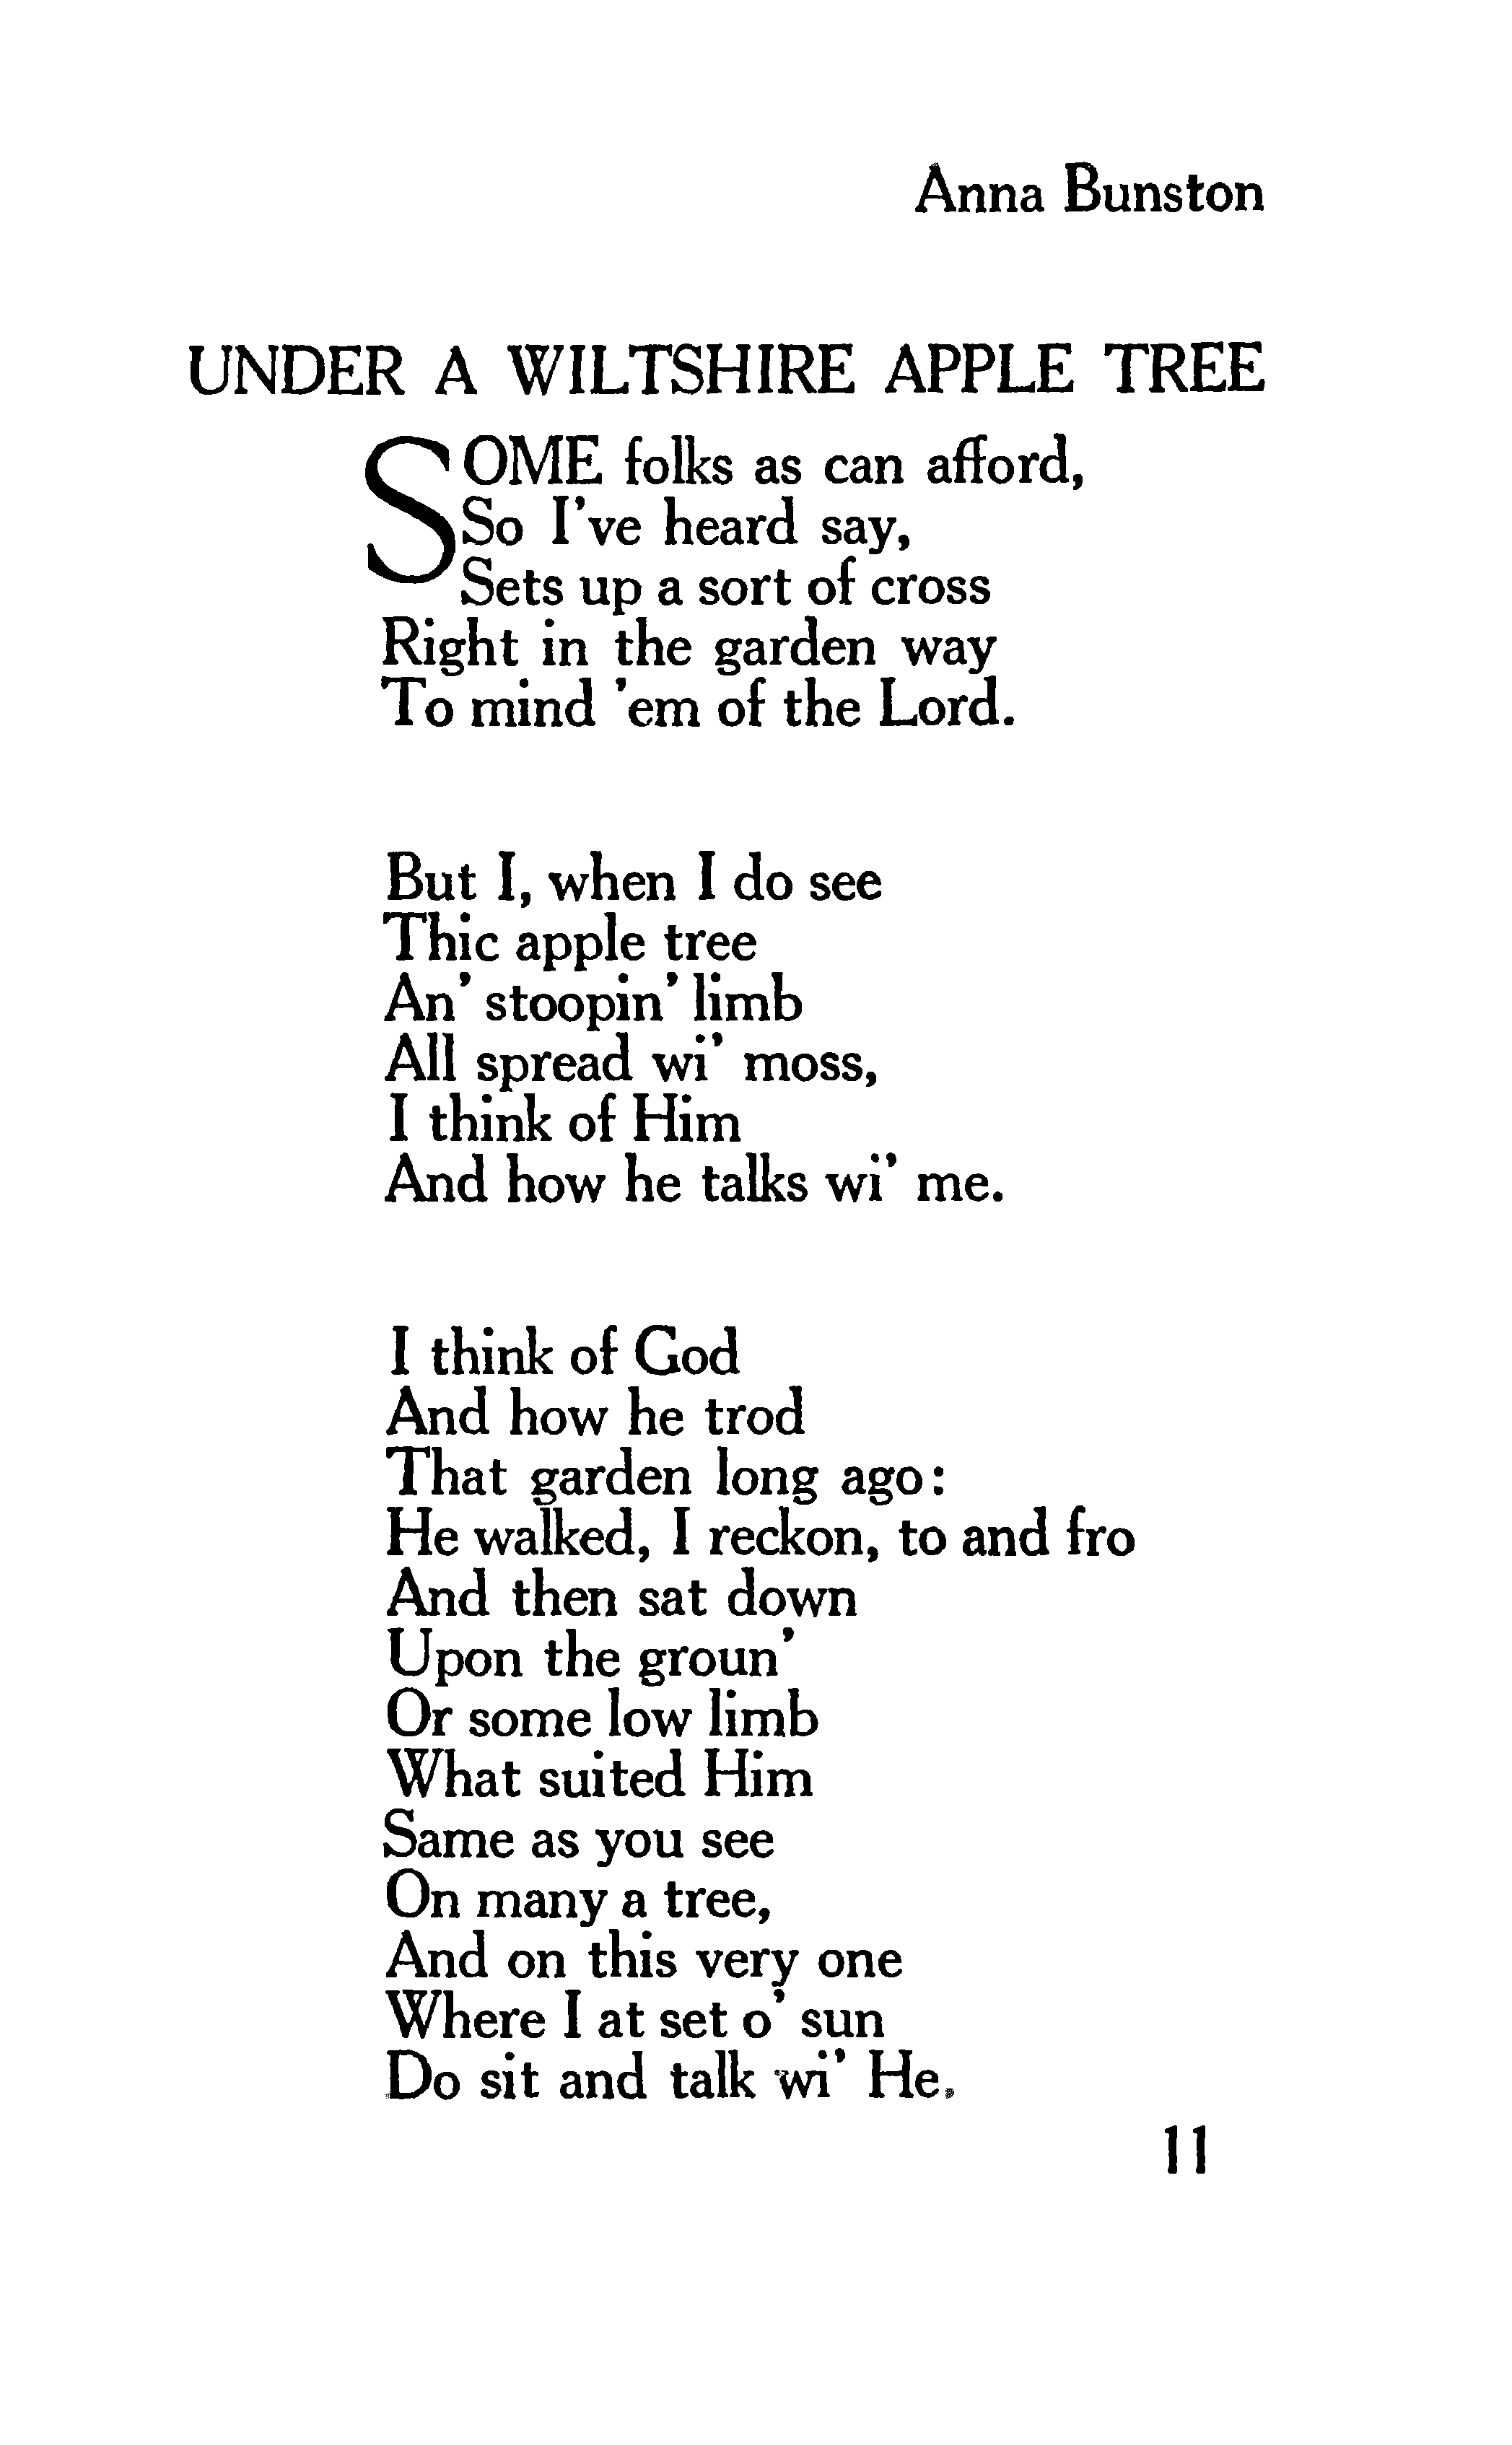 Anna Bunston
UNDER A WILTSHIRE APPLE TREE
SOME folks as can afford,
So I've heard say,
Sets up a sort of cross
Right in the garden way
To mind 'em of the Lord.
But I, when I do see
Thic apple tree
An' stoopin' limb
All spread wi' moss,
I think of Him
And how he talks wi' me.
I think of God
And how he trod
That garden long ago:
He walked, I reckon, to and fro
And then sat down
Upon the groun'
Or some low limb
What suited Him
Same as you see
On many a tree,
And on this very one
Where I at set o' sun
Do sit and talk wi' He.
11